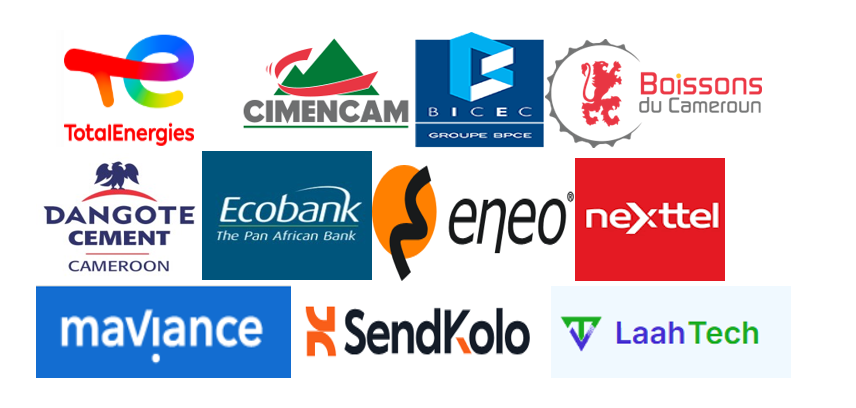 TotalEnergies
CIMENCAM
BICEC
GROUPE BPCE
Boissons
du Cameroun
DANGOTE
CEMENT
CAMEROON
Ecobank
The Pan African Bank
eneo®
nexttel
maviance
SendKolo
LaahTech